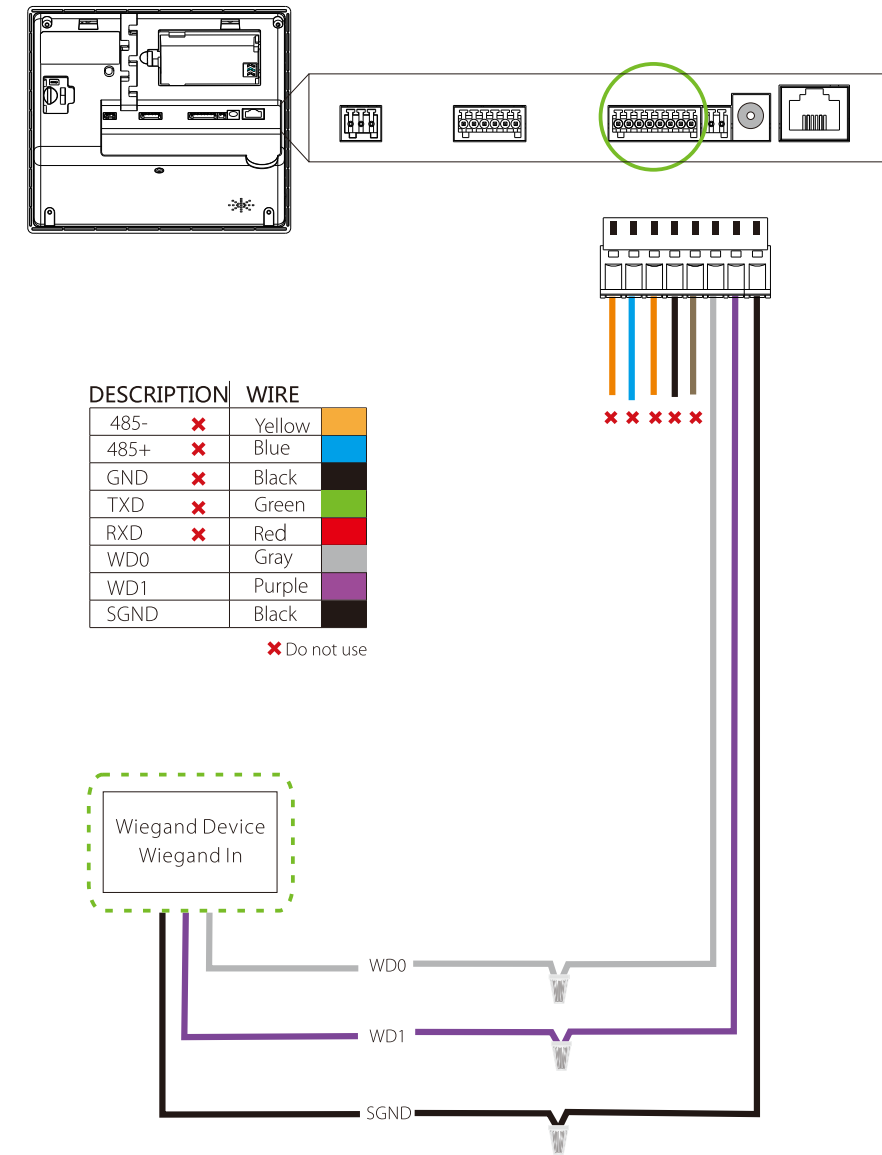 DESCRIPTION WIRE
485- Yellow
485+ Blue
GND Black
TXD Green
RXD Red
WD0 Gray
WD1 Purple
SGND Black
Do not use
Wiegand Device
Wiegand In
WD0
WD1
SGND